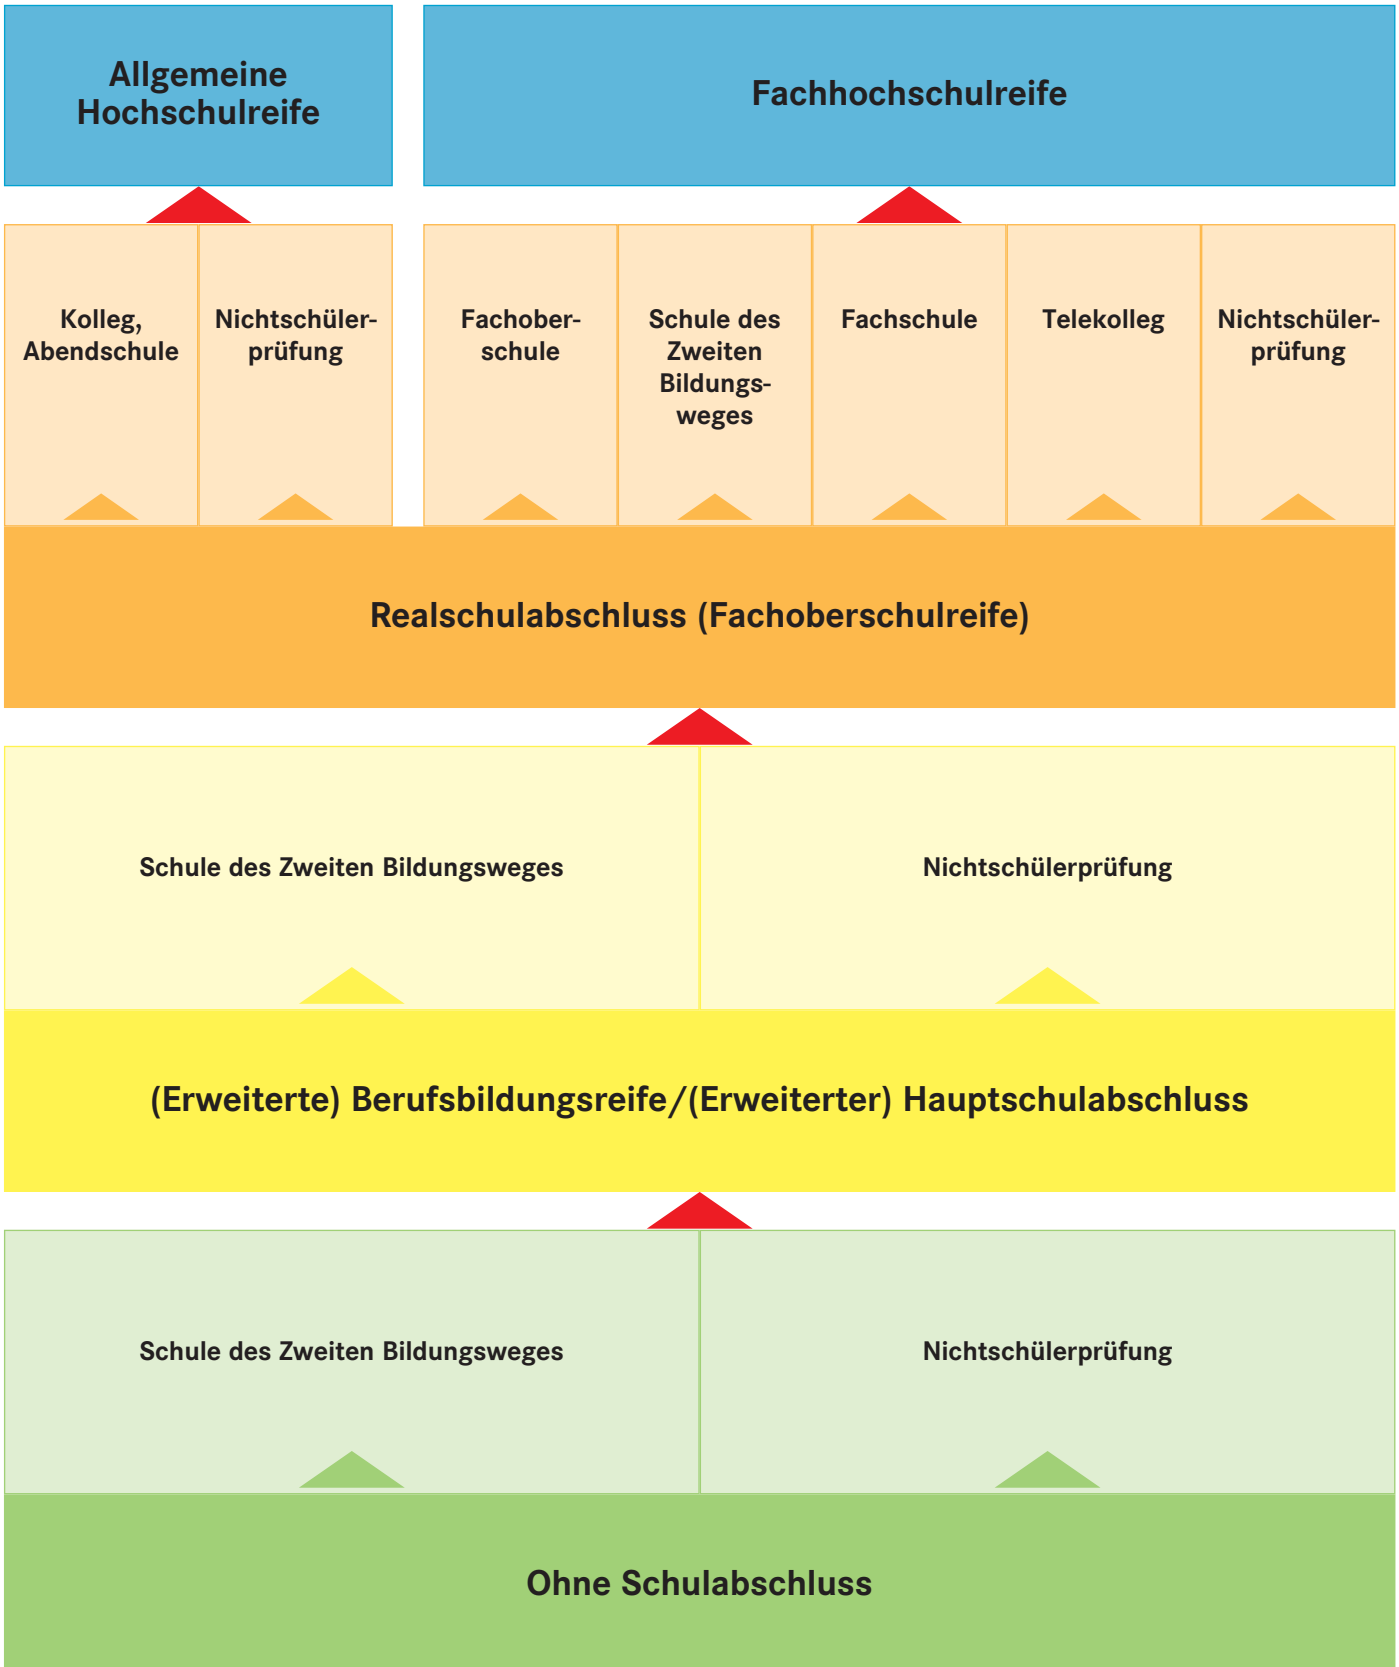 Allgemeine
Hochschulreife
Fachhochschulreife
Kolleg,
Abendschule
Nichtschüler-
prüfung
Fachober-
schule
Schule des
Zweiten
Bildungs-
weges
Fachschule
Telekolleg
Nichtschüler-
prüfung
Realschulabschluss (Fachoberschulreife)
Schule des Zweiten Bildungsweges
Nichtschülerprüfung
(Erweiterte) Berufsbildungsreife/(Erweiterter) Hauptschulabschluss
Schule des Zweiten Bildungsweges
Nichtschülerprüfung
Ohne Schulabschluss